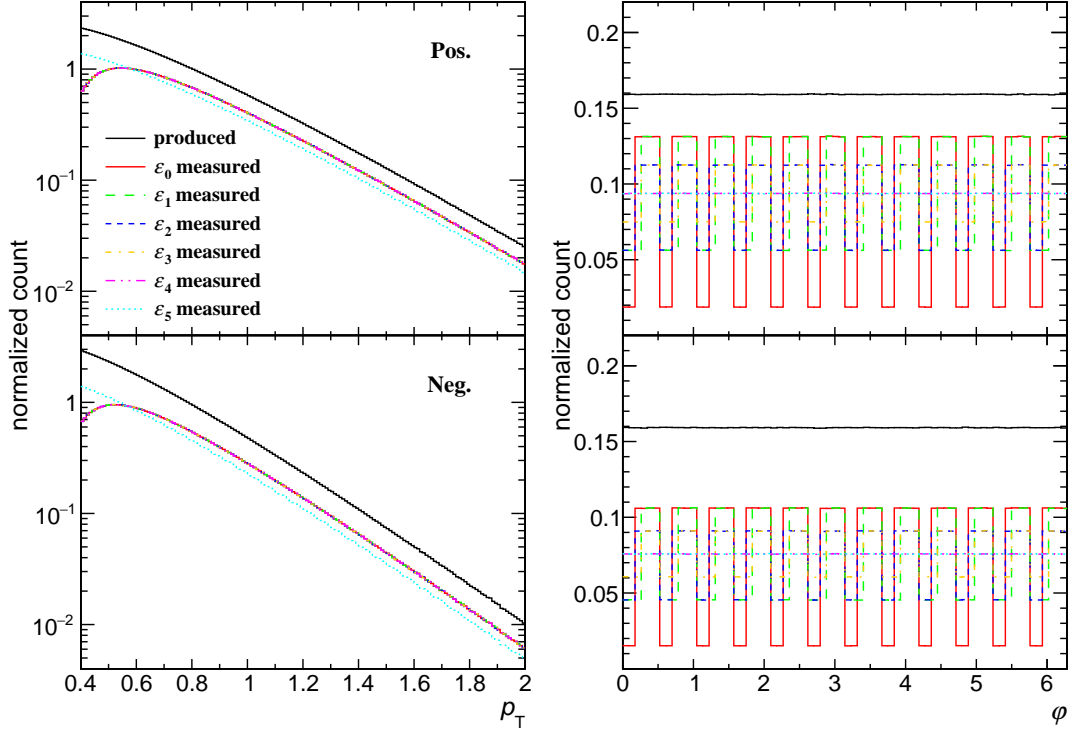 normalized count
1
10⁻¹
10⁻²
Pos.
produced
ε₀ measured
ε₁ measured
ε₂ measured
ε₃ measured
ε₄ measured
ε₅ measured
normalized count
0.2
0.15
0.1
0.05
normalized count
1
10⁻¹
10⁻²
Neg.
0.4 0.6 0.8 1 1.2 1.4 1.6 1.8 2
p_T
normalized count
0.2
0.15
0.1
0.05
0 1 2 3 4 5 6
φ